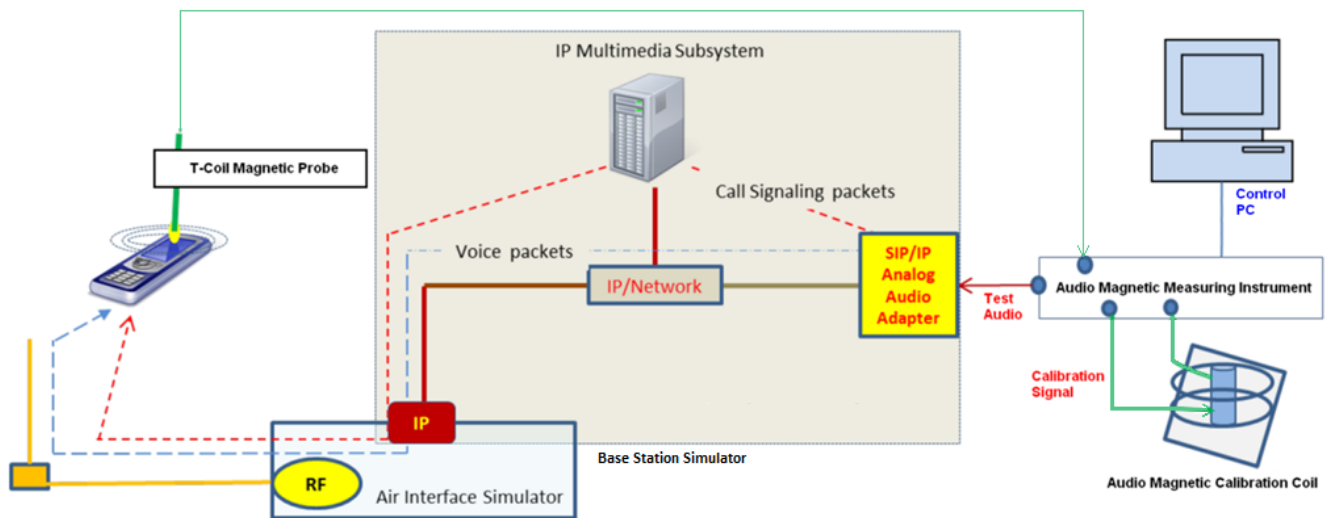 IP Multimedia Subsystem
T-Coil Magnetic Probe
Call Signaling packets
Control
PC
Voice packets
SIP/IP
Analog
Audio
Adapter
IP/Network
Test
Audio
Audio Magnetic Measuring Instrument
Calibration
Signal
IP
Base Station Simulator
RF
Air Interface Simulator
Audio Magnetic Calibration Coil